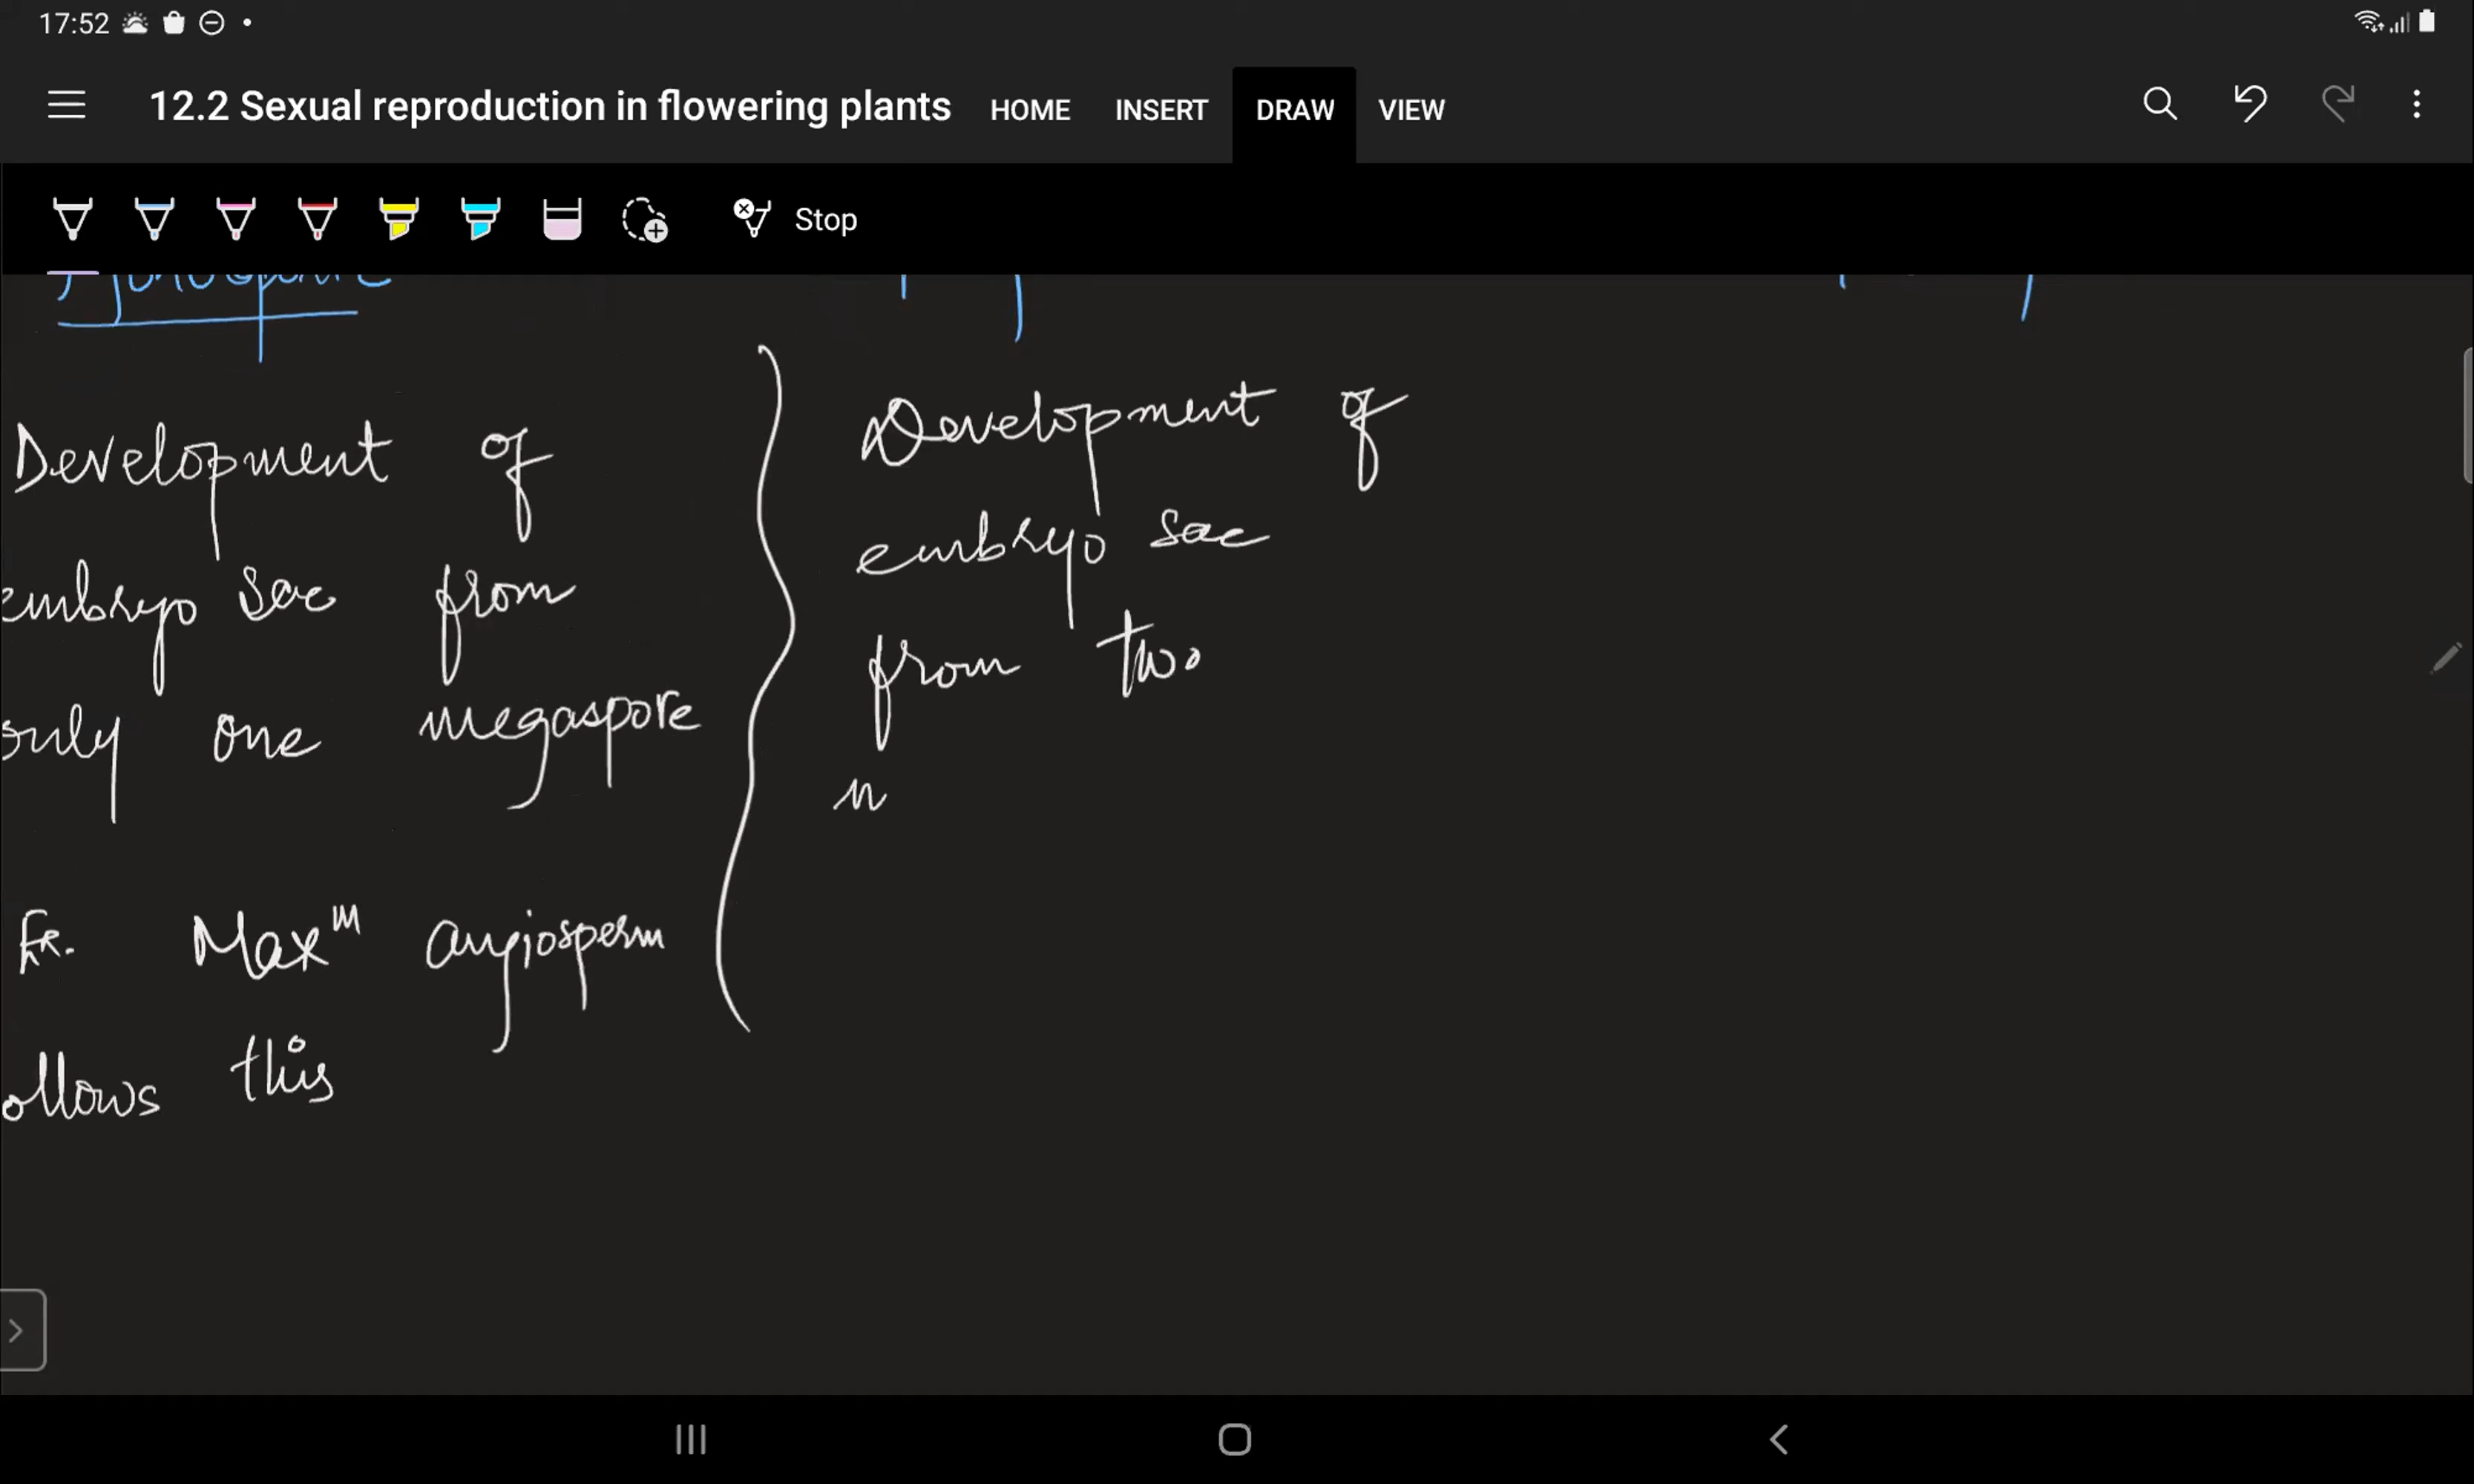 17:52
12.2 Sexual reproduction in flowering plants HOME INSERT DRAW VIEW
Stop
Development of
embryo sac from
only one megaspore
Ex. Maxᵐ angiosperm
ollows this
Development of
embryo sac
from two
m